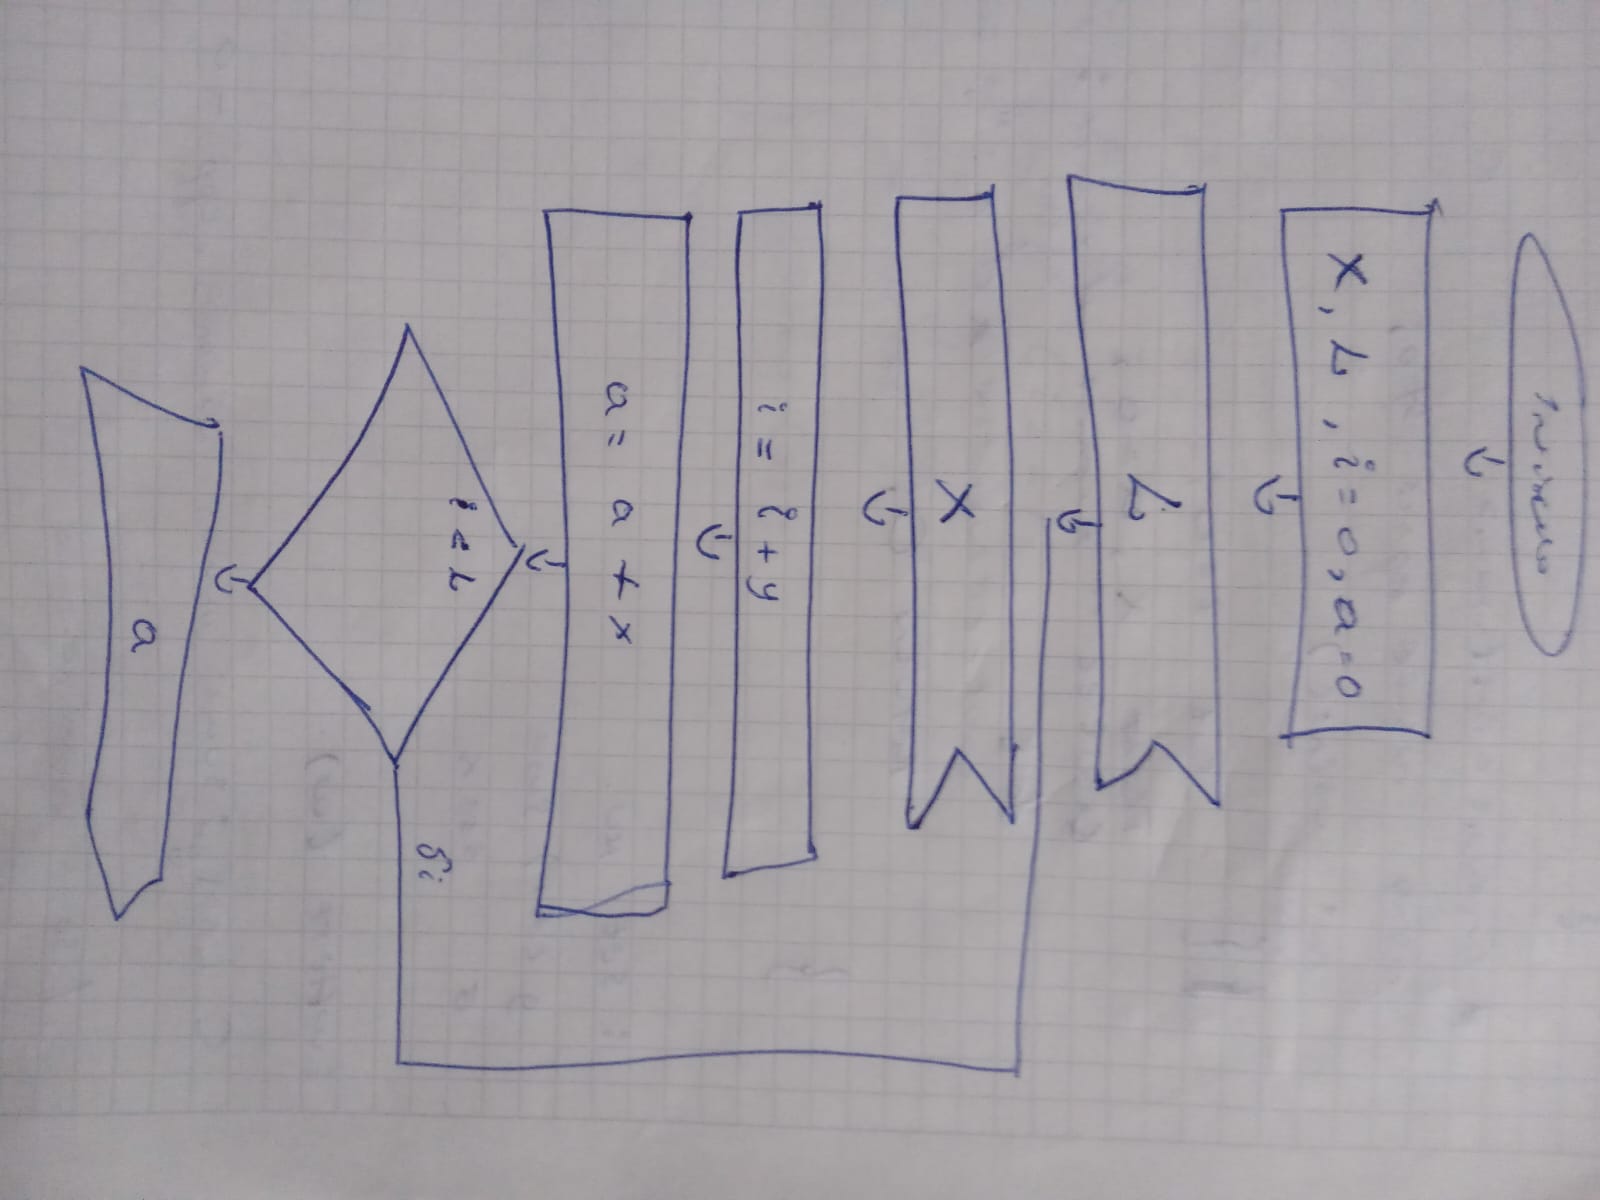 Inicio
x, L, i=0, a=0
L
x
i = i + y
a = a + x
i < L
Si
a